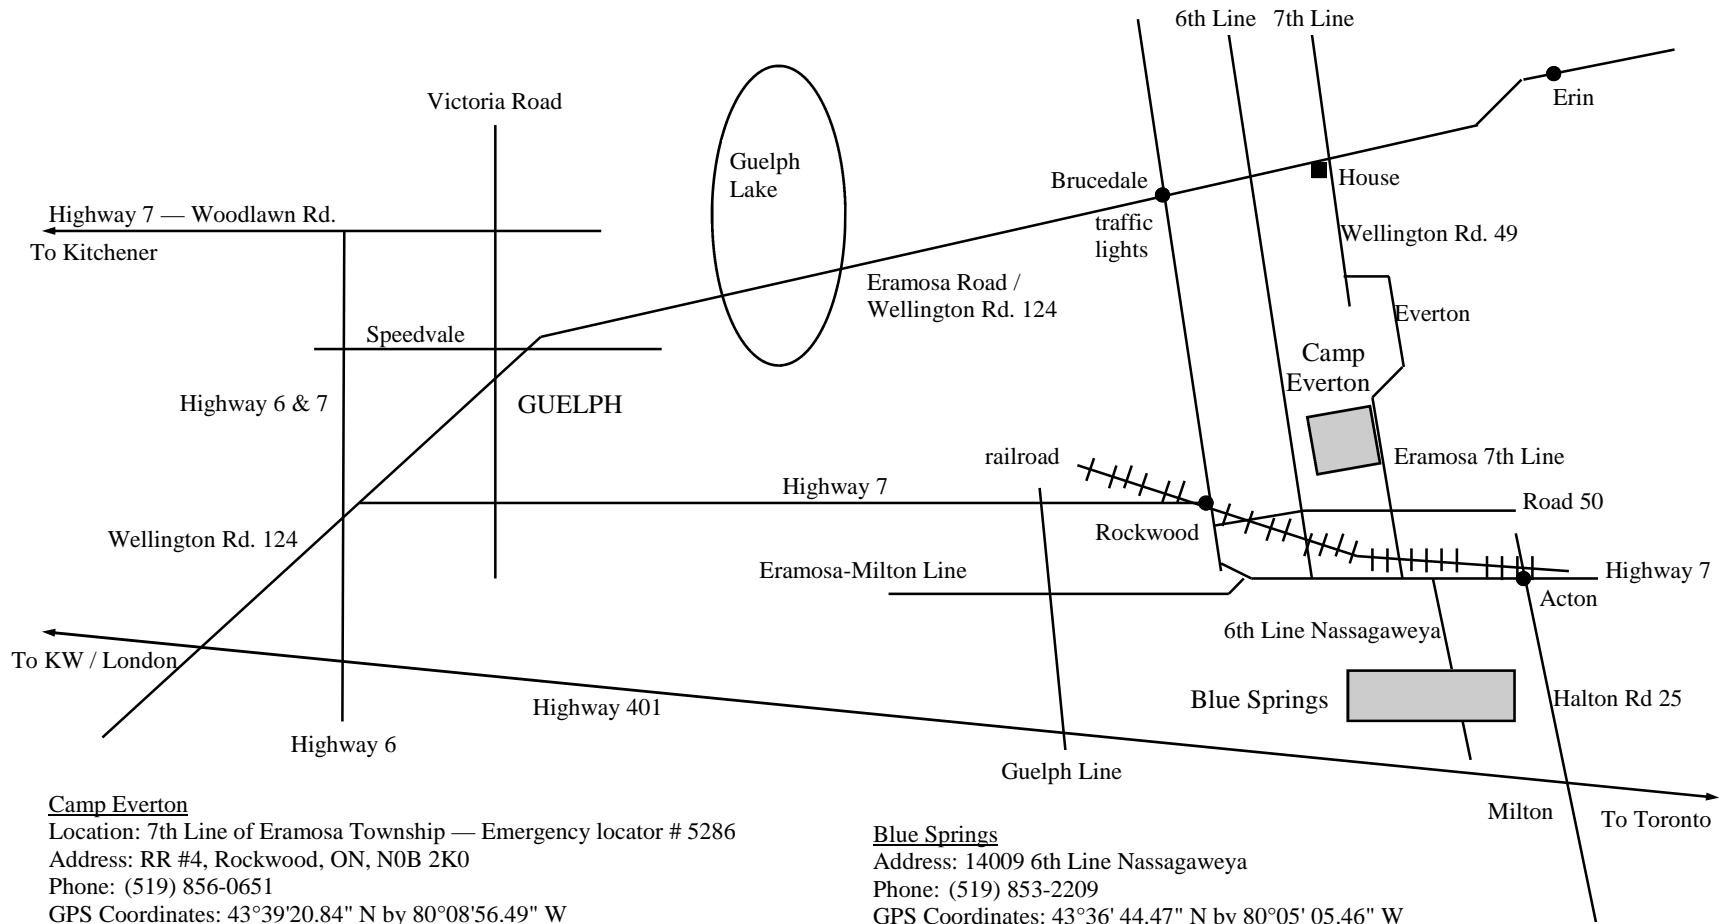 6th Line 7th Line
Victoria Road
Erin
Guelph
Lake
Brucedale
House
Highway 7 — Woodlawn Rd.
traffic
lights
Wellington Rd. 49
To Kitchener
Eramosa Road /
Wellington Rd. 124
Everton
Speedvale
Camp
Everton
Highway 6 & 7
GUELPH
railroad
Eramosa 7th Line
Highway 7
Road 50
Rockwood
Wellington Rd. 124
Eramosa-Milton Line
Highway 7
Acton
6th Line Nassagaweya
To KW / London
Blue Springs
Halton Rd 25
Highway 401
Highway 6
Guelph Line
Milton
To Toronto
Camp Everton
Location: 7th Line of Eramosa Township — Emergency locator # 5286
Address: RR #4, Rockwood, ON, N0B 2K0
Phone: (519) 856-0651
GPS Coordinates: 43°39'20.84" N by 80°08'56.49" W
Blue Springs
Address: 14009 6th Line Nassagaweya
Phone: (519) 853-2209
GPS Coordinates: 43°36' 44.47" N by 80°05' 05.46" W